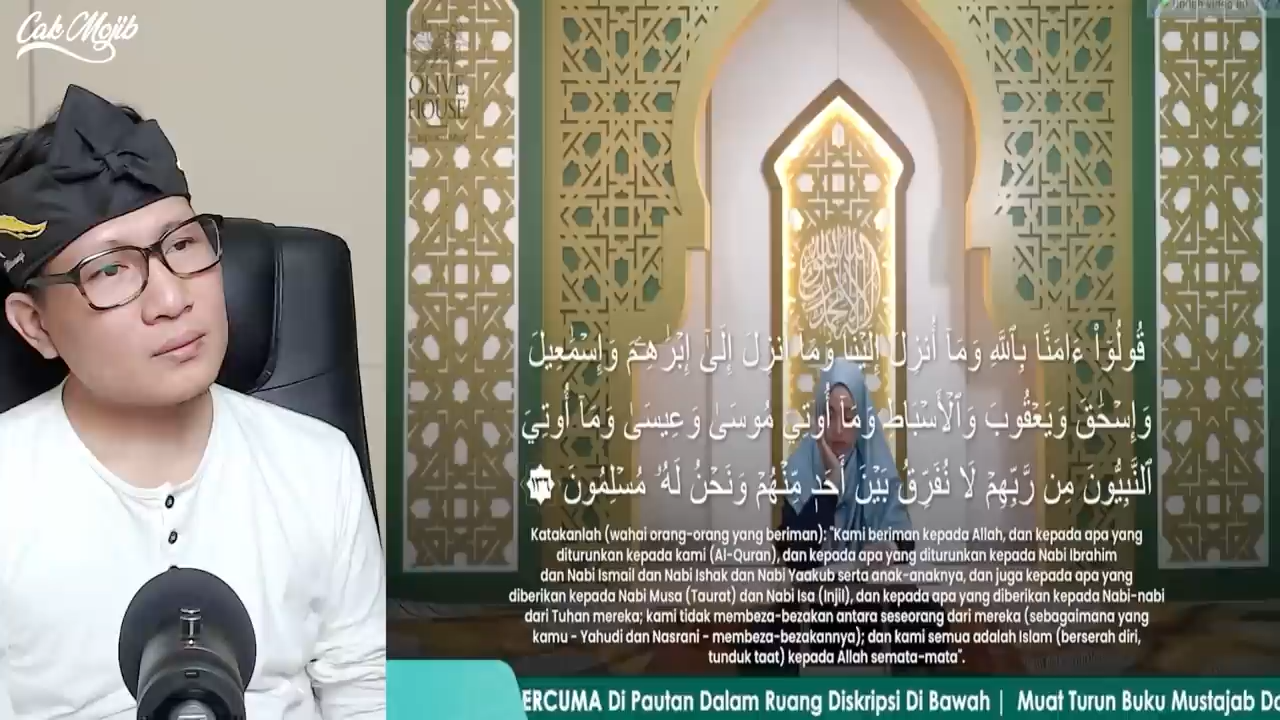 Cak Mojib
OLIVE
HOUSE
قُولُوٓا۟ ءَامَنَّا بِٱللَّهِ وَمَآ أُنزِلَ إِلَيْنَا وَمَآ أُنزِلَ إِلَىٰٓ إِبْرَٰهِـۧمَ وَإِسْمَٰعِيلَ
وَإِسْحَٰقَ وَيَعْقُوبَ وَٱلْأَسْبَاطِ وَمَآ أُوتِيَ مُوسَىٰ وَعِيسَىٰ وَمَآ أُوتِيَ
ٱلنَّبِيُّونَ مِن رَّبِّهِمْ لَا نُفَرِّقُ بَيْنَ أَحَدٍ مِّنْهُمْ وَنَحْنُ لَهُۥ مُسْلِمُونَ ١٣٦
Katakanlah (wahai orang-orang yang beriman): "Kami beriman kepada Allah, dan kepada apa yang
diturunkan kepada kami (Al-Quran), dan kepada apa yang diturunkan kepada Nabi Ibrahim
dan Nabi Ismail dan Nabi Ishak dan Nabi Yaakub serta anak-anaknya, dan juga kepada apa yang
diberikan kepada Nabi Musa (Taurat) dan Nabi Isa (Injil), dan kepada apa yang diberikan kepada Nabi-nabi
dari Tuhan mereka; kami tidak membeza-bezakan antara seseorang dari mereka (sebagaimana yang
kamu - Yahudi dan Nasrani - membeza-bezakannya); dan kami semua adalah Islam (berserah diri,
tunduk taat) kepada Allah semata-mata".
ERCUMA Di Pautan Dalam Ruang Diskripsi Di Bawah | Muat Turun Buku Mustajab Do